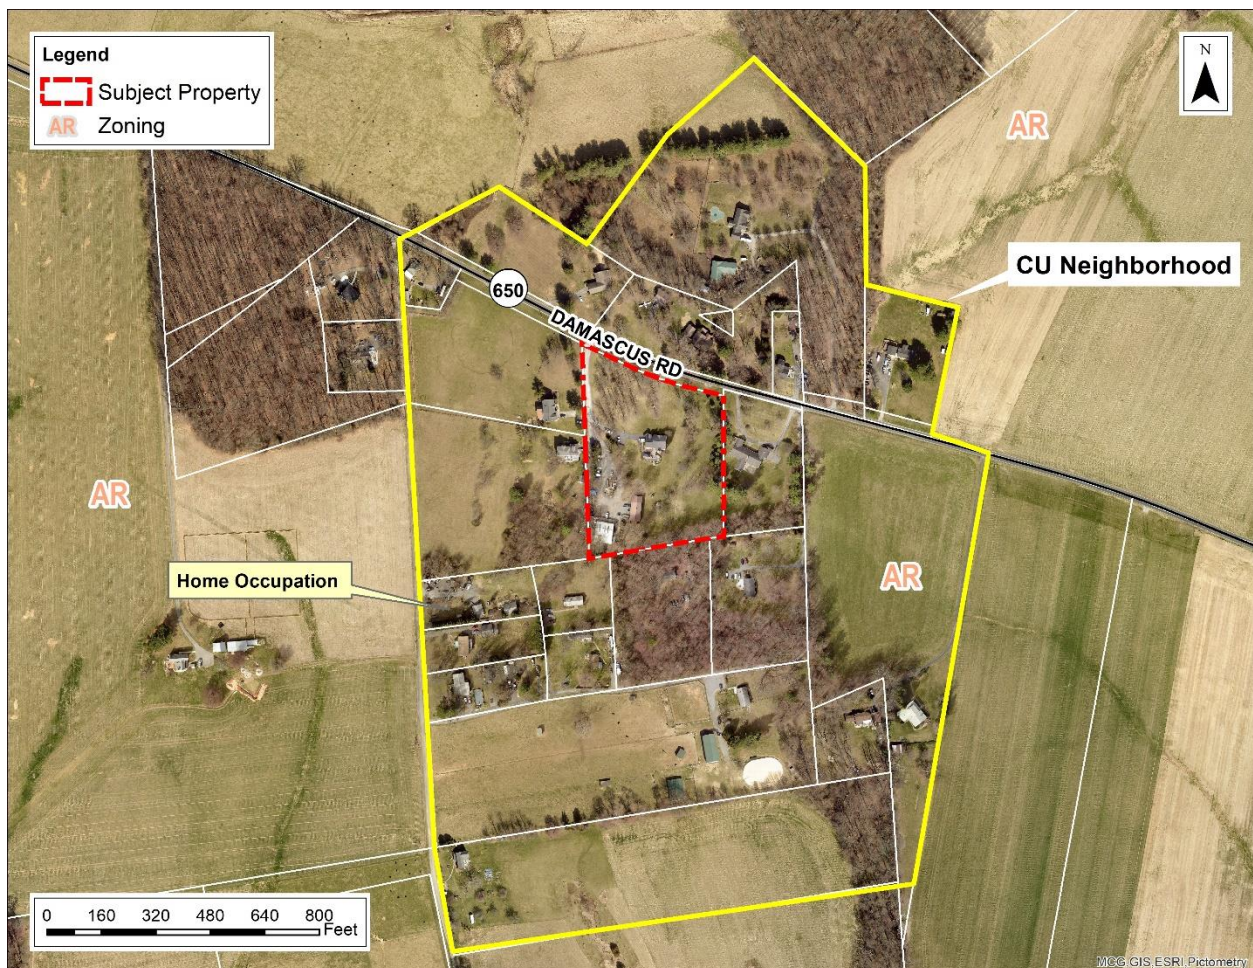 Legend
Subject Property
AR Zoning
N
AR
CU Neighborhood
650
DAMASCUS RD
AR
Home Occupation
AR
0 160 320 480 640 800
Feet
MCG GIS,ESRI,Pictometry